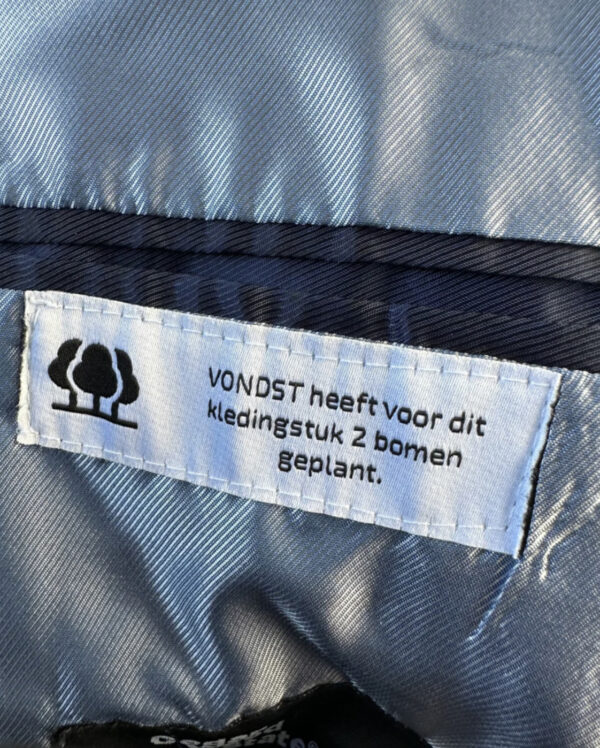 VONDST heeft voor dit
kledingstuk 2 bomen
geplant.